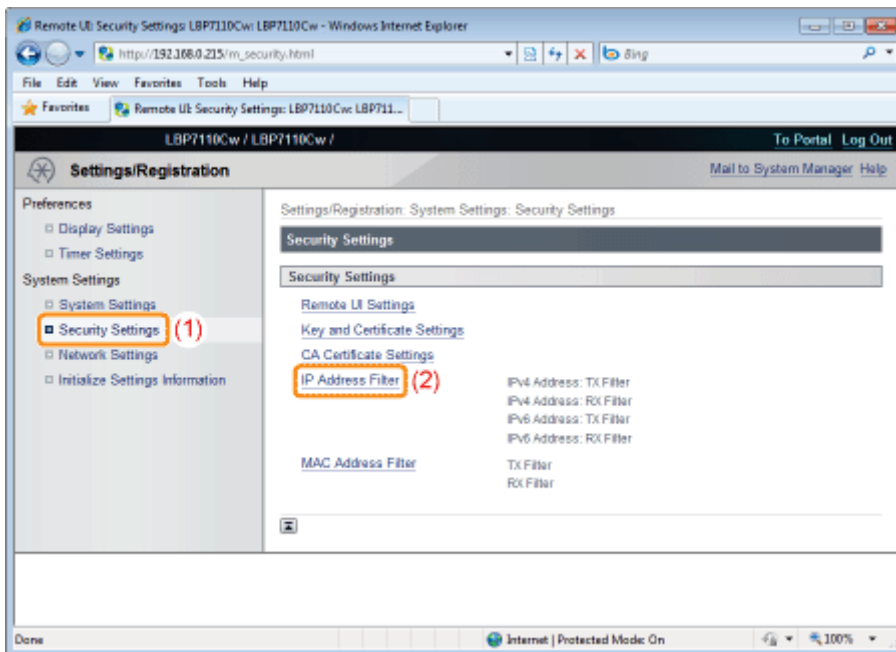 Remote UI: Security Settings: LBP7110Cw: LBP7110Cw - Windows Internet Explorer
http://192.168.0.215/m_security.html
Bing
File Edit View Favorites Tools Help
Favorites Remote UI: Security Settings: LBP7110Cw: LBP711...
LBP7110Cw / LBP7110Cw /
To Portal Log Out
Settings/Registration
Mail to System Manager Help
Preferences
Display Settings
Timer Settings
System Settings
System Settings
Security Settings (1)
Network Settings
Initialize Settings Information
Settings/Registration: System Settings: Security Settings
Security Settings
Security Settings
Remote UI Settings
Key and Certificate Settings
CA Certificate Settings
IP Address Filter (2)
IPv4 Address: TX Filter
IPv4 Address: RX Filter
IPv6 Address: TX Filter
IPv6 Address: RX Filter
MAC Address Filter
TX Filter
RX Filter
Done
Internet | Protected Mode: On
100%